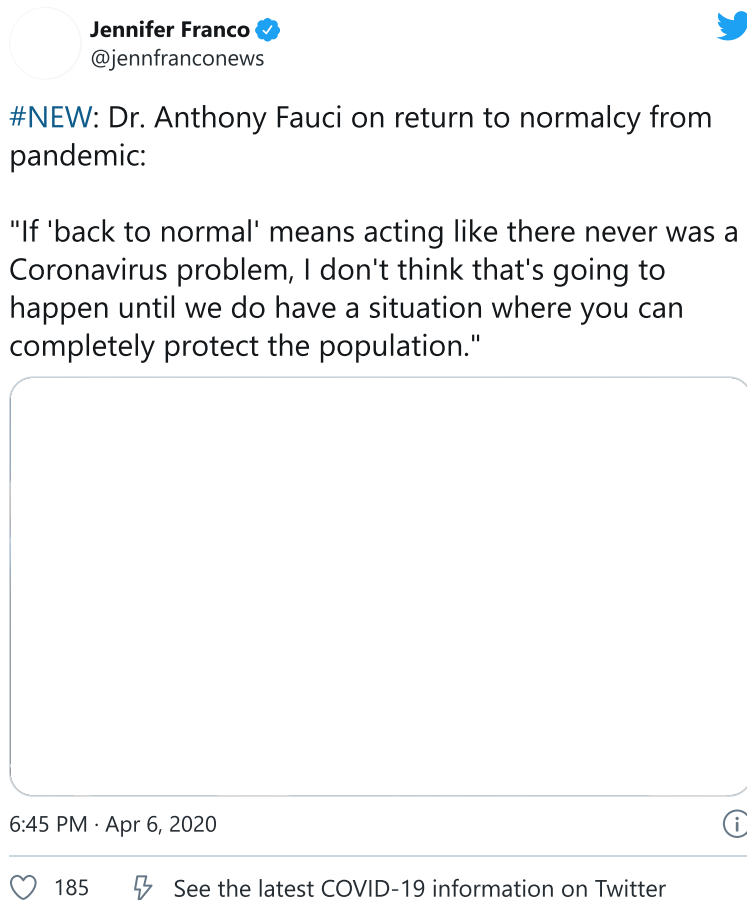 Jennifer Franco
@jennfranconews
#NEW: Dr. Anthony Fauci on return to normalcy from
pandemic:
"If 'back to normal' means acting like there never was a
Coronavirus problem, I don't think that's going to
happen until we do have a situation where you can
completely protect the population."
6:45 PM · Apr 6, 2020
185 See the latest COVID-19 information on Twitter